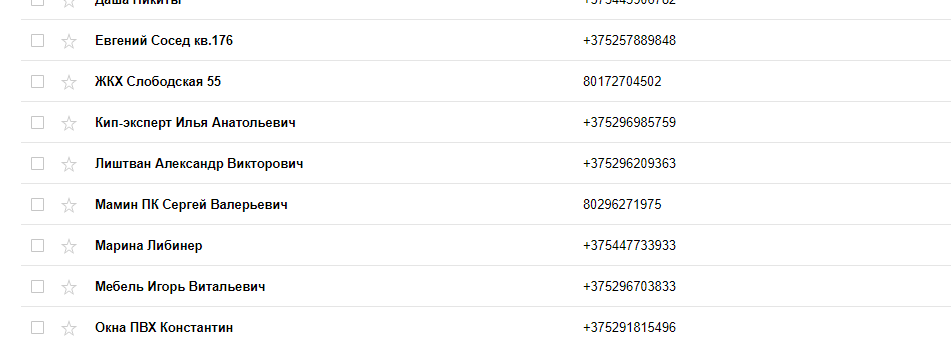 Даша Никиты
Евгений Сосед кв.176 +375257889848
ЖКХ Слободская 55 80172704502
Кип-эксперт Илья Анатольевич +375296985759
Лиштван Александр Викторович +375296209363
Мамин ПК Сергей Валерьевич 80296271975
Марина Либинер +375447733933
Мебель Игорь Витальевич +375296703833
Окна ПВХ Константин +375291815496